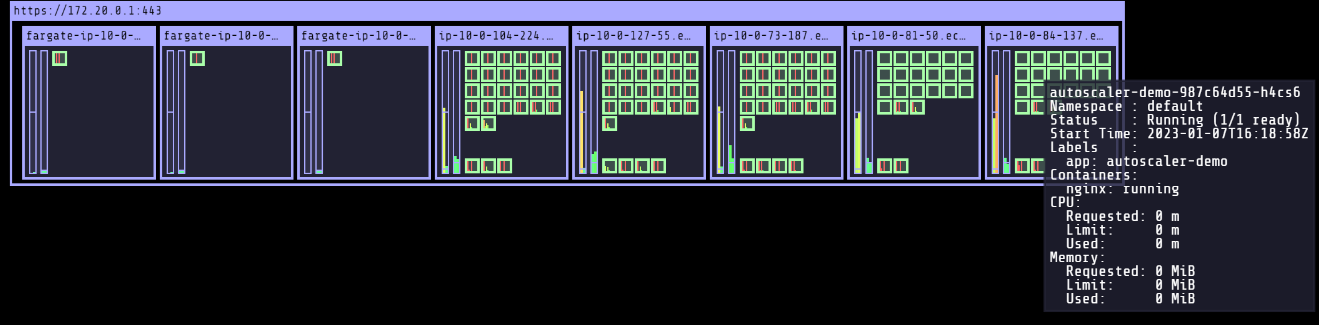 https://172.20.0.1:443
fargate-ip-10-0-…
fargate-ip-10-0-…
fargate-ip-10-0-…
ip-10-0-104-224.…
ip-10-0-127-55.e…
ip-10-0-73-187.e…
ip-10-0-81-50.ec…
ip-10-0-84-137.e…
autoscaler-demo-987c64d55-h4cs6
Namespace : default
Status    : Running (1/1 ready)
Start Time: 2023-01-07T16:18:58Z
Labels    :
app: autoscaler-demo
Containers:
nginx: running
CPU:
Requested: 0 m
Limit:     0 m
Used:      0 m
Memory:
Requested: 0 MiB
Limit:     0 MiB
Used:      0 MiB